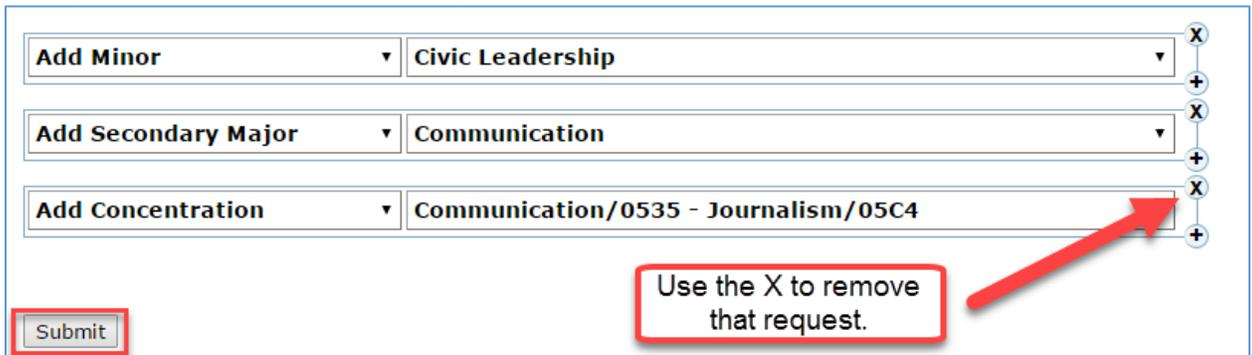 Add Minor Civic Leadership X
+
Add Secondary Major Communication X
+
Add Concentration Communication/0535 - Journalism/05C4 X
+
Use the X to remove
that request.
Submit